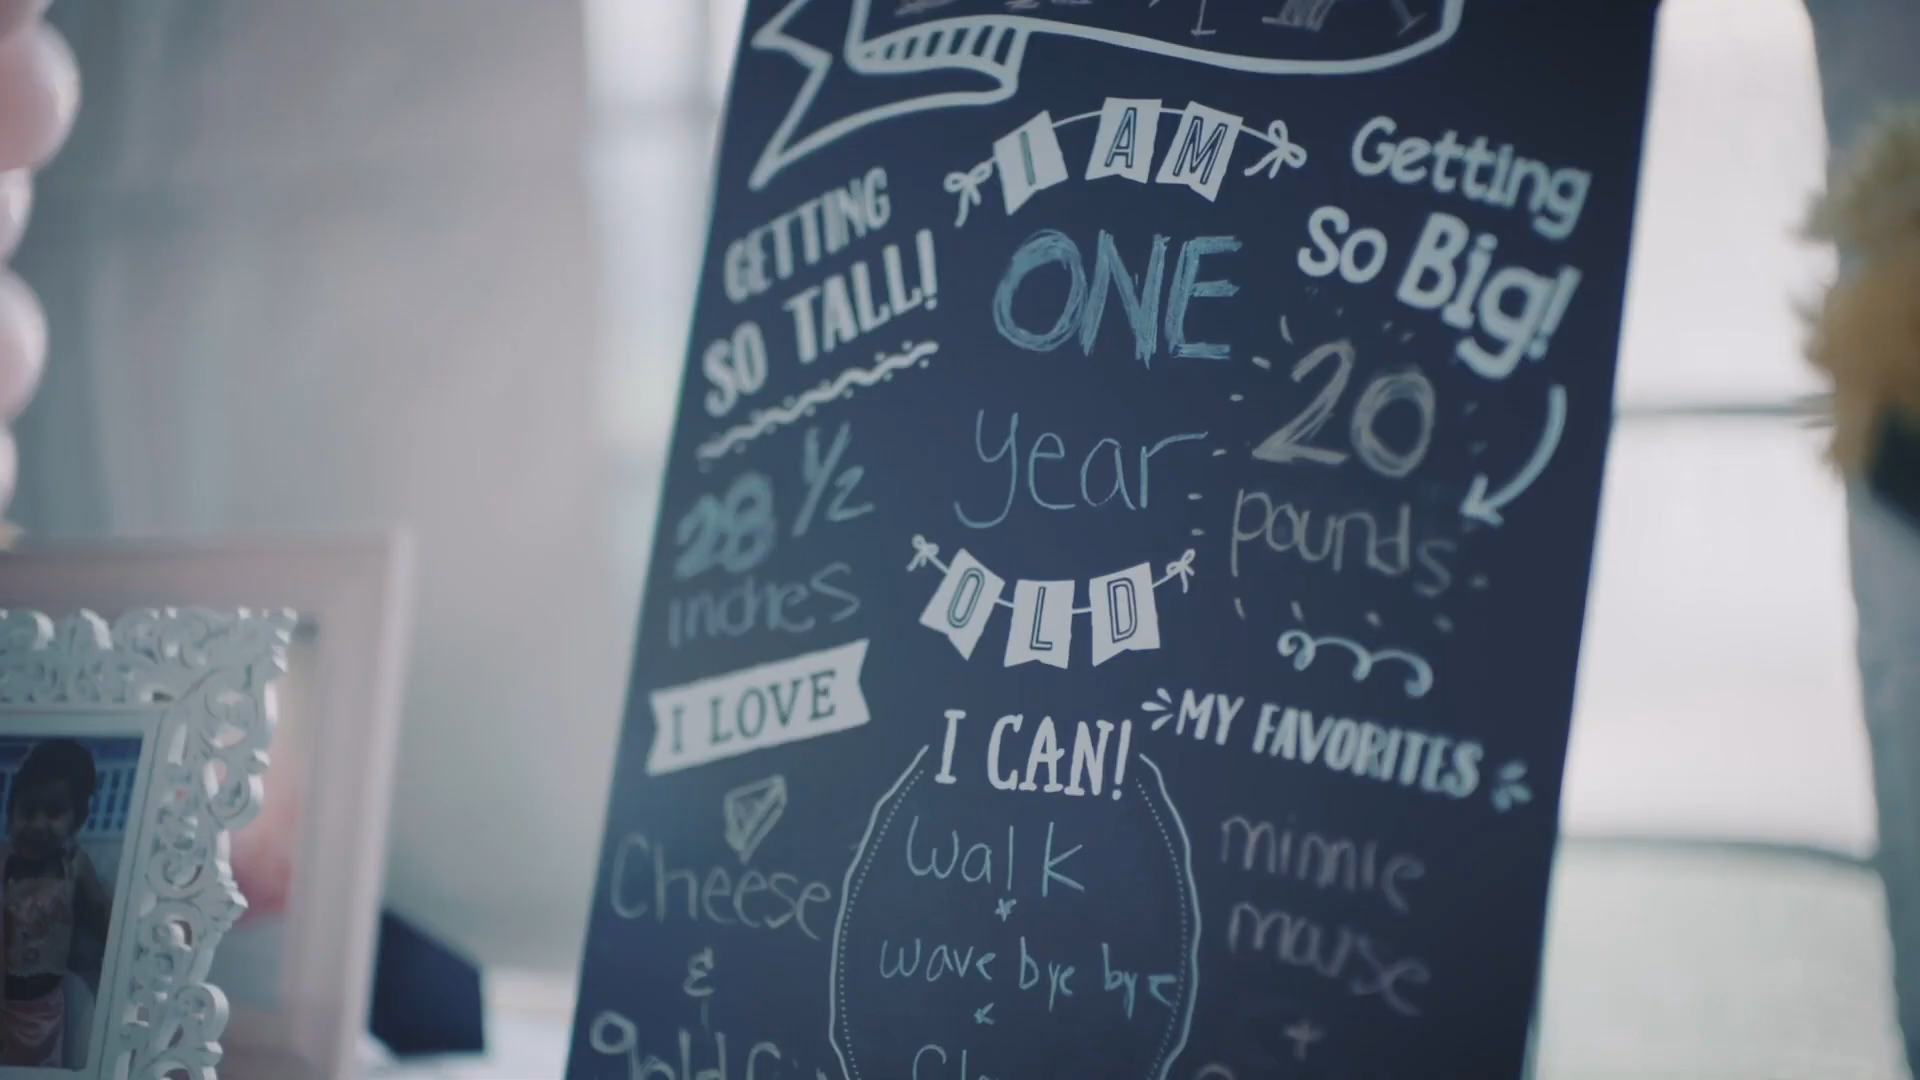 I AM
ONE
year
OLD
GETTING
SO TALL!
28 1/2
inches
Getting
so Big!
20
pounds
I LOVE
Cheese
&
I CAN!
walk
wave bye bye
MY FAVORITES
minnie
mouse
+